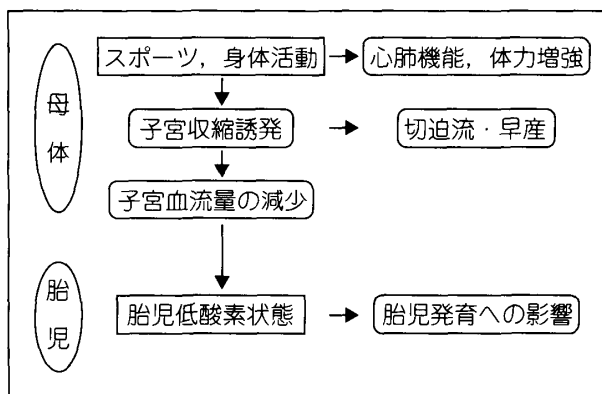 母体
スポーツ，身体活動
心肺機能，体力増強
子宮収縮誘発
切迫流・早産
子宮血流量の減少
胎児
胎児低酸素状態
胎児発育への影響